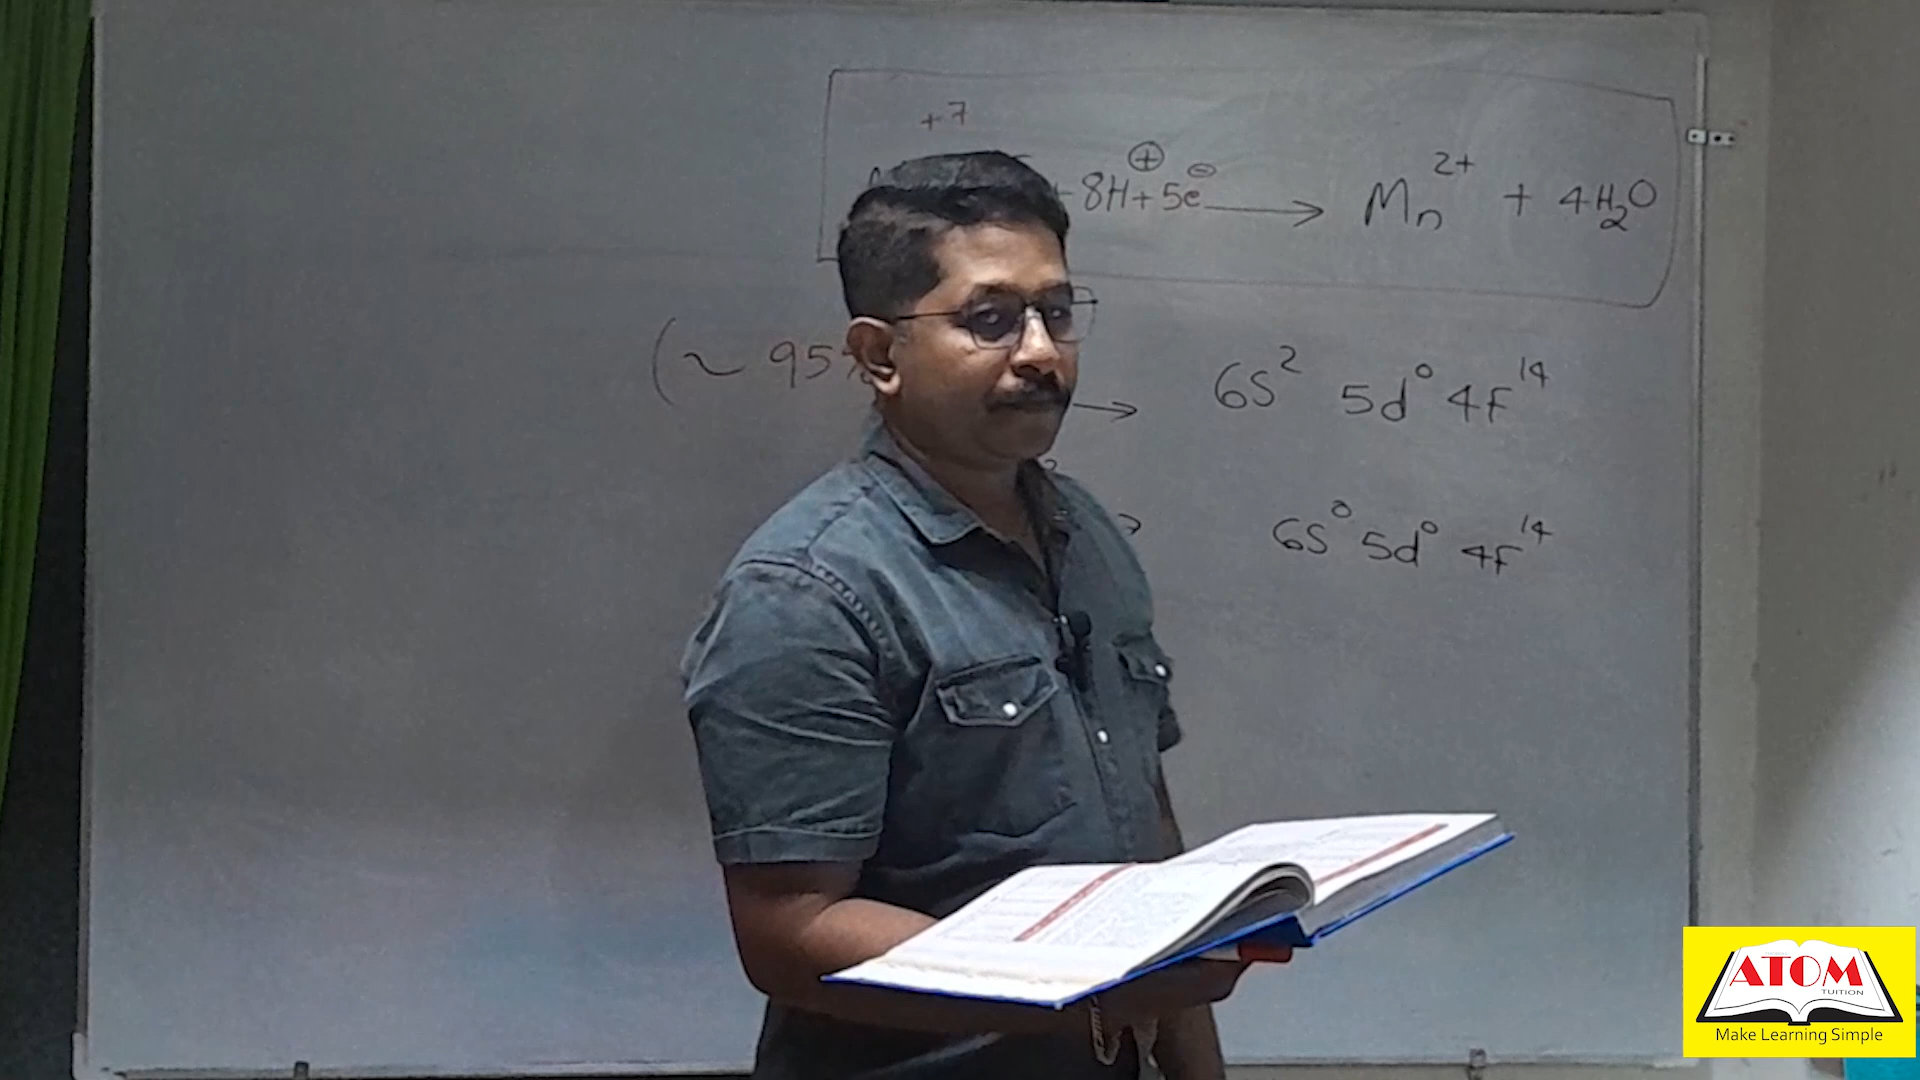 +7
+8H⊕ + 5e⊖ ⟶ Mn²⁺ + 4H₂O
(~ 95%
→ 6S² 5d⁰ 4f¹⁴
→ 6S⁰ 5d⁰ 4f¹⁴
ATOM
TUITION
Make Learning Simple